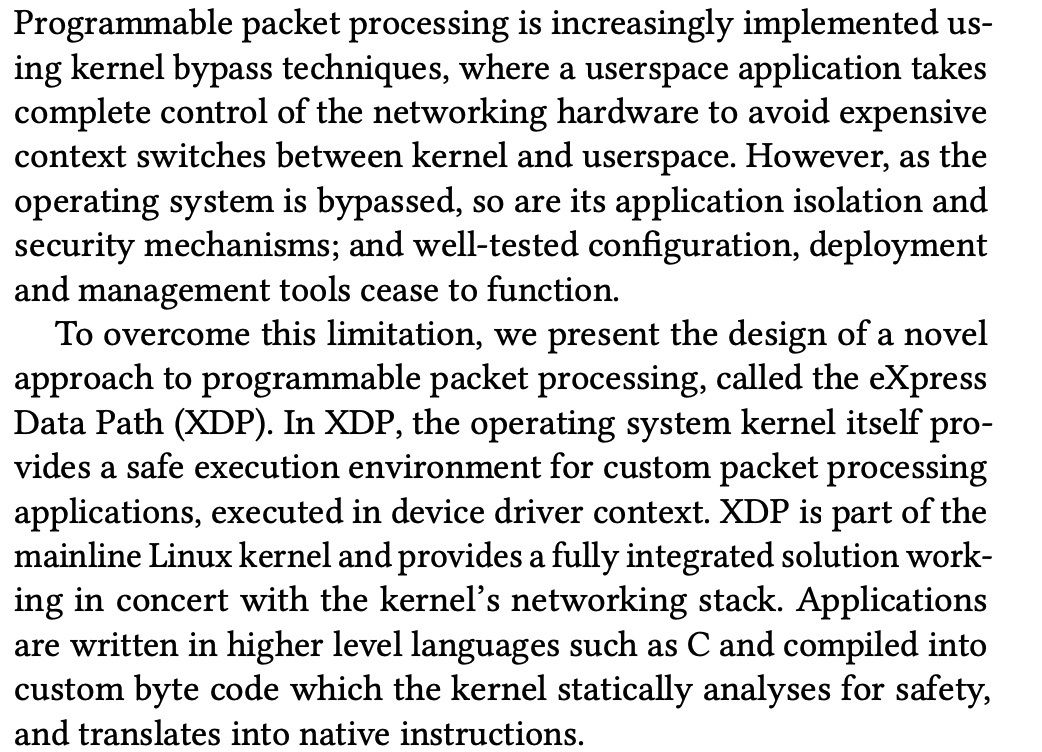 Programmable packet processing is increasingly implemented us-
ing kernel bypass techniques, where a userspace application takes
complete control of the networking hardware to avoid expensive
context switches between kernel and userspace. However, as the
operating system is bypassed, so are its application isolation and
security mechanisms; and well-tested configuration, deployment
and management tools cease to function.
To overcome this limitation, we present the design of a novel
approach to programmable packet processing, called the eXpress
Data Path (XDP). In XDP, the operating system kernel itself pro-
vides a safe execution environment for custom packet processing
applications, executed in device driver context. XDP is part of the
mainline Linux kernel and provides a fully integrated solution work-
ing in concert with the kernel’s networking stack. Applications
are written in higher level languages such as C and compiled into
custom byte code which the kernel statically analyses for safety,
and translates into native instructions.